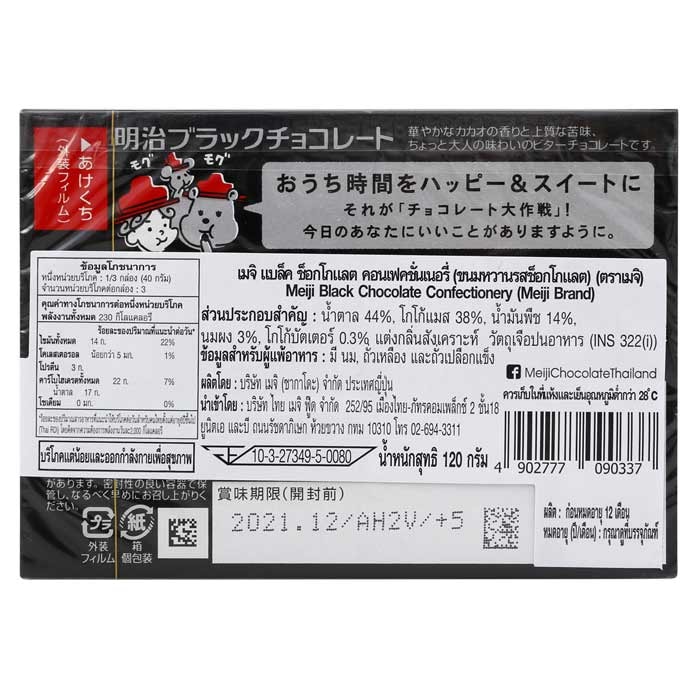 ▶あけくち
(外装フィルム)
明治ブラックチョコレート
華やかなカカオの香りと上質な苦味、
ちょっと大人の味わいのビターチョコレートです。
モグ
モグ
おうち時間をハッピー&スイートに
それが「チョコレート大作戦」!
今日のあなたにいいことがありますように。
ข้อมูลโภชนาการ
หนึ่งหน่วยบริโภค : 1/3 กล่อง (40 กรัม)
จำนวนหน่วยบริโภคต่อกล่อง : 3
คุณค่าทางโภชนาการต่อหนึ่งหน่วยบริโภค
พลังงานทั้งหมด 230 กิโลแคลอรี
ร้อยละของปริมาณที่แนะนำต่อวัน*
ไขมันทั้งหมด 14 ก. 22%
โคเลสเตอรอล น้อยกว่า 5 มก. 1%
โปรตีน 3 ก.
คาร์โบไฮเดรตทั้งหมด 22 ก. 7%
น้ำตาล 17 ก.
โซเดียม 0 มก. 0%
บริโภคแต่น้อยและออกกำลังกายเพื่อสุขภาพ
เมจิ แบล็ค ช็อกโกแลต คอนเฟคชั่นเนอรี่ (ขนมหวานรสช็อกโกแลต) (ตราเมจิ)
Meiji Black Chocolate Confectionery (Meiji Brand)
ส่วนประกอบสำคัญ : น้ำตาล 44%, โกโก้แมส 38%, น้ำมันพืช 14%,
นมผง 3%, โกโก้บัตเตอร์ 0.3% แต่งกลิ่นสังเคราะห์ วัตถุเจือปนอาหาร (INS 322(i))
ข้อมูลสำหรับผู้แพ้อาหาร : มี นม, ถั่วเหลือง และถั่วเปลือกแข็ง
ผลิตโดย : บริษัท เมจิ (ซากาโดะ) จำกัด ประเทศญี่ปุ่น
นำเข้าโดย : บริษัท ไทย เมจิ ฟู้ด จำกัด 252/95 เมืองไทย-ภัทรคอมเพล็กซ์ 2 ชั้น18
ยูนิตเอ และบี ถนนรัชดาภิเษก ห้วยขวาง กทม 10310 โทร 02-694-3311
MeijiChocolateThailand
ควรเก็บในที่แห้งและเย็นอุณหภูมิต่ำกว่า 28°C
10-3-27349-5-0080
น้ำหนักสุทธิ 120 กรัม
4 902777 090337
があります。密封性の良い容器で保
管し、なるべく早めにお召し上がりく
プラ
外装
フィルム
紙
箱
個包装
賞味期限(開封前)
2021.12/AH2V/+5
ผลิต : ก่อนหมดอายุ 12 เดือน
หมดอายุ (ปี/เดือน) : กรุณาดูที่บรรจุภัณฑ์